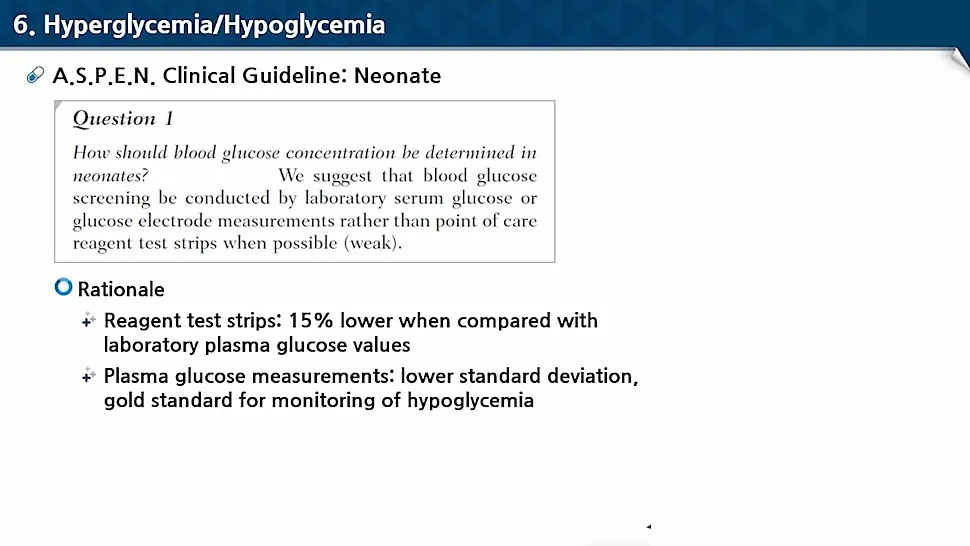 6. Hyperglycemia/Hypoglycemia
A.S.P.E.N. Clinical Guideline: Neonate
Question 1
How should blood glucose concentration be determined in
neonates? We suggest that blood glucose
screening be conducted by laboratory serum glucose or
glucose electrode measurements rather than point of care
reagent test strips when possible (weak).
Rationale
Reagent test strips: 15% lower when compared with
laboratory plasma glucose values
Plasma glucose measurements: lower standard deviation,
gold standard for monitoring of hypoglycemia